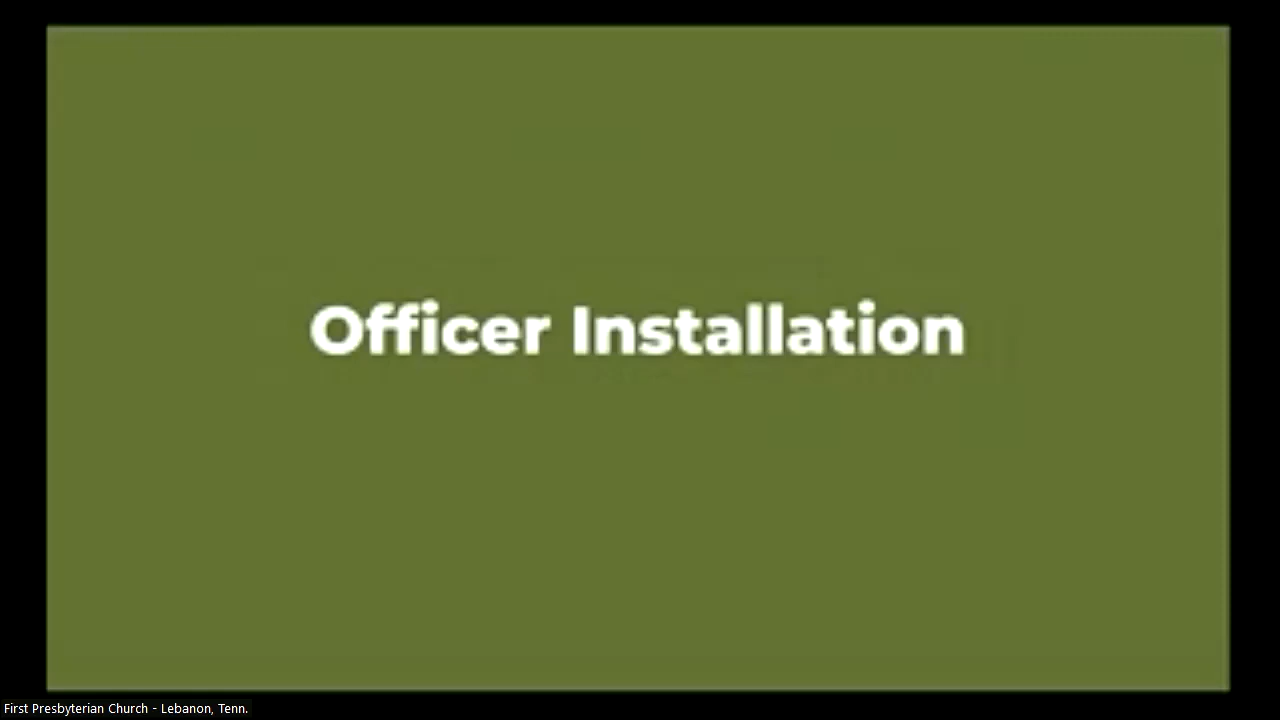 Officer Installation
First Presbyterian Church - Lebanon, Tenn.